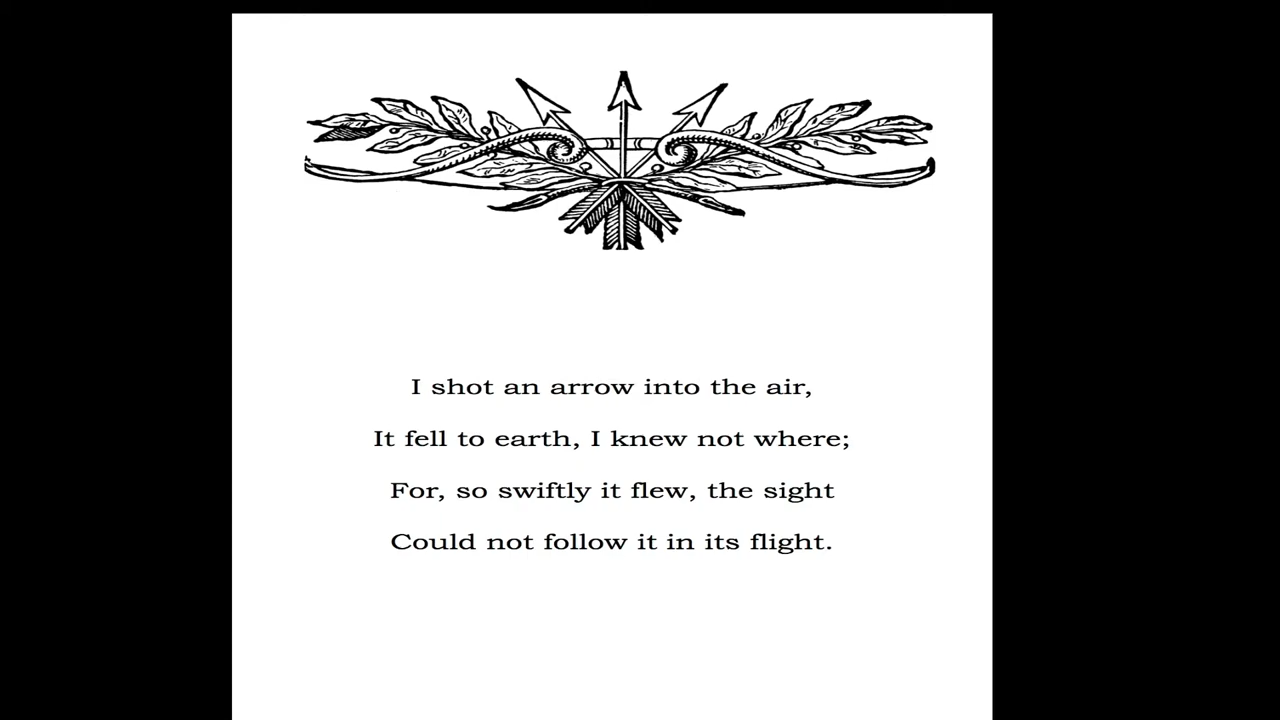 I shot an arrow into the air,
It fell to earth, I knew not where;
For, so swiftly it flew, the sight
Could not follow it in its flight.